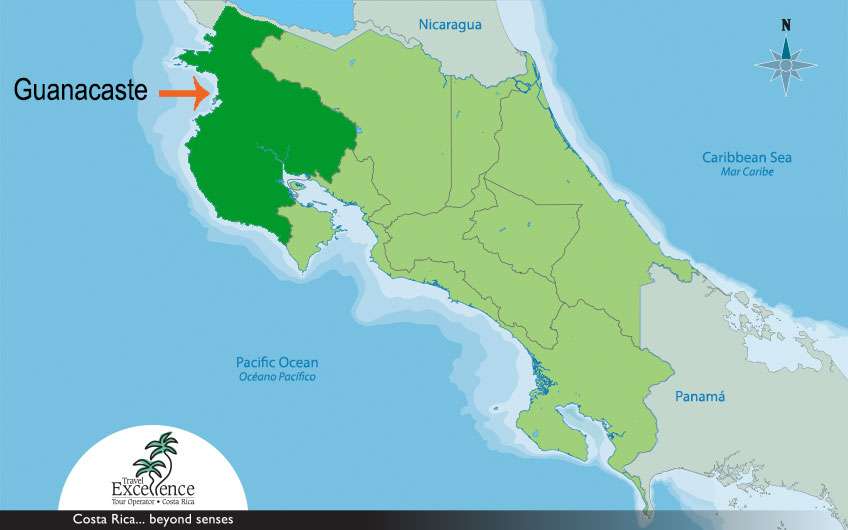 Nicaragua
N
Guanacaste
Caribbean Sea
Mar Caribe
Pacific Ocean
Océano Pacífico
Panamá
Travel
Excellence
Tour Operator • Costa Rica
Costa Rica... beyond senses